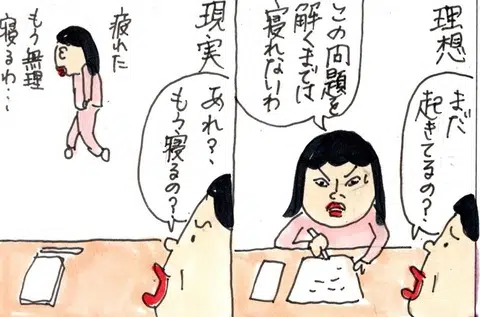 理想
まだ
起きてるの?
この問題を
解くまでは
寝れないわ
現実
あれ?
もう寝るの?
疲れた
もう無理
寝るわ…